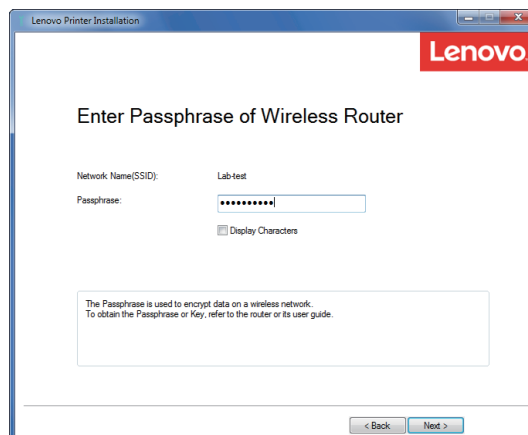 Lenovo Printer Installation
Lenovo.
Enter Passphrase of Wireless Router
Network Name(SSID): Lab-test
Passphrase: ••••••••••
Display Characters
The Passphrase is used to encrypt data on a wireless network.
To obtain the Passphrase or Key, refer to the router or its user guide.
< Back Next >